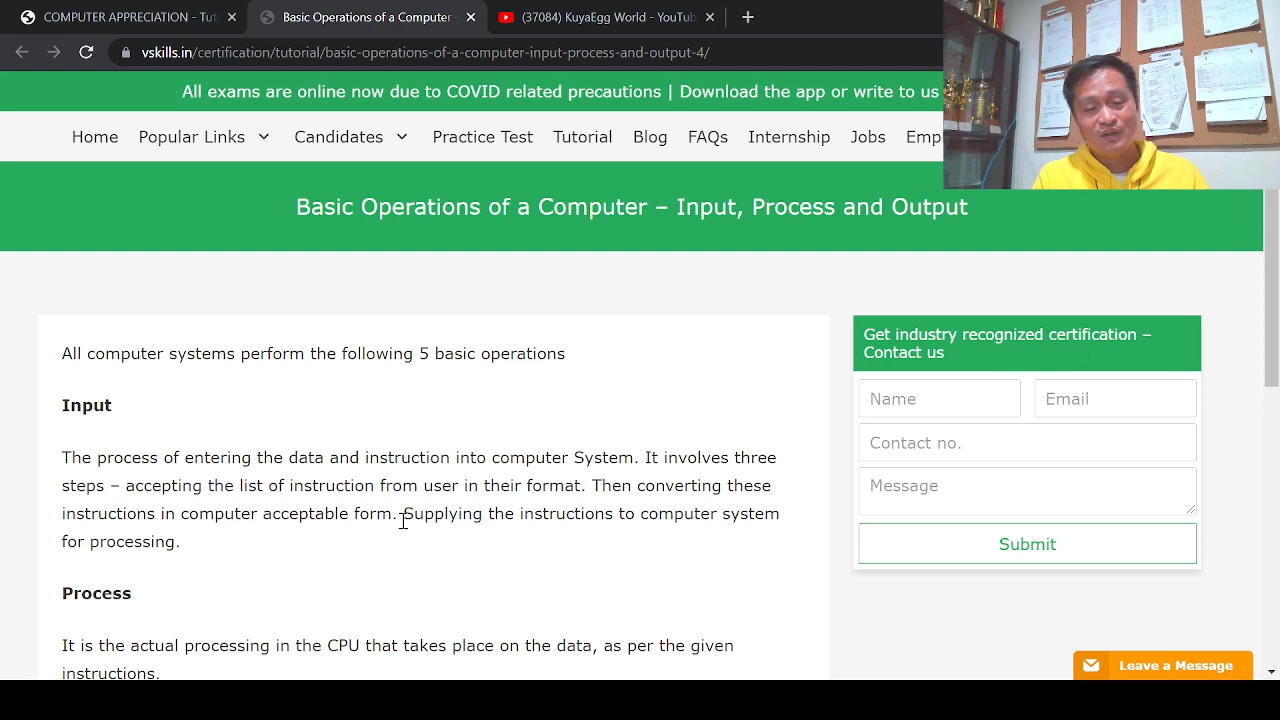 COMPUTER APPRECIATION - Tut
Basic Operations of a Computer -
(37084) KuyaEgg World - YouTub
vskills.in/certification/tutorial/basic-operations-of-a-computer-input-process-and-output-4/
All exams are online now due to COVID related precautions | Download the app or write to us
Home Popular Links Candidates Practice Test Tutorial Blog FAQs Internship Jobs Emp
Basic Operations of a Computer – Input, Process and Output
All computer systems perform the following 5 basic operations
Input
The process of entering the data and instruction into computer System. It involves three
steps – accepting the list of instruction from user in their format. Then converting these
instructions in computer acceptable form. Supplying the instructions to computer system
for processing.
Process
It is the actual processing in the CPU that takes place on the data, as per the given
instructions.
Get industry recognized certification –
Contact us
Name Email
Contact no.
Message
Submit
Leave a Message